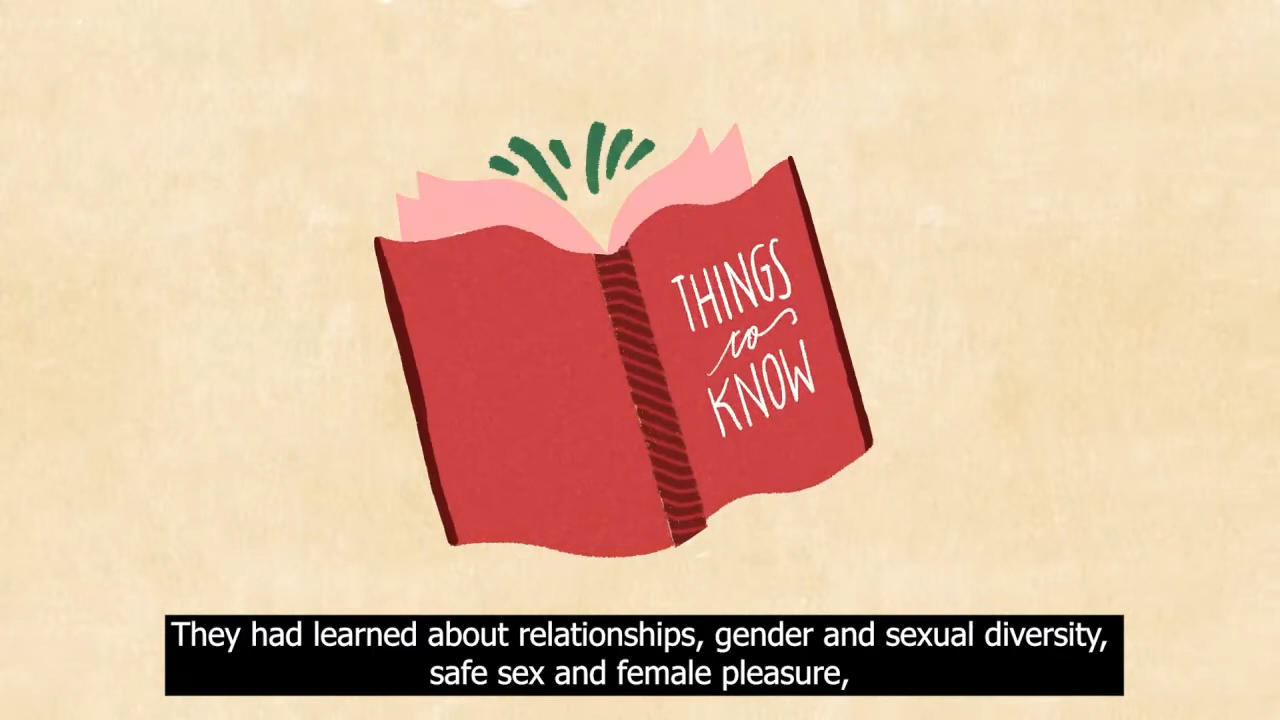 THINGS
to
KNOW
They had learned about relationships, gender and sexual diversity,
safe sex and female pleasure,